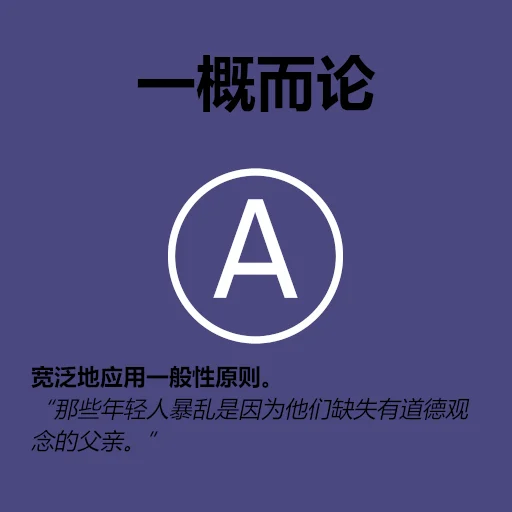 一概而论
A
宽泛地应用一般性原则。
“那些年轻人暴乱是因为他们缺失有道德观
念的父亲。”